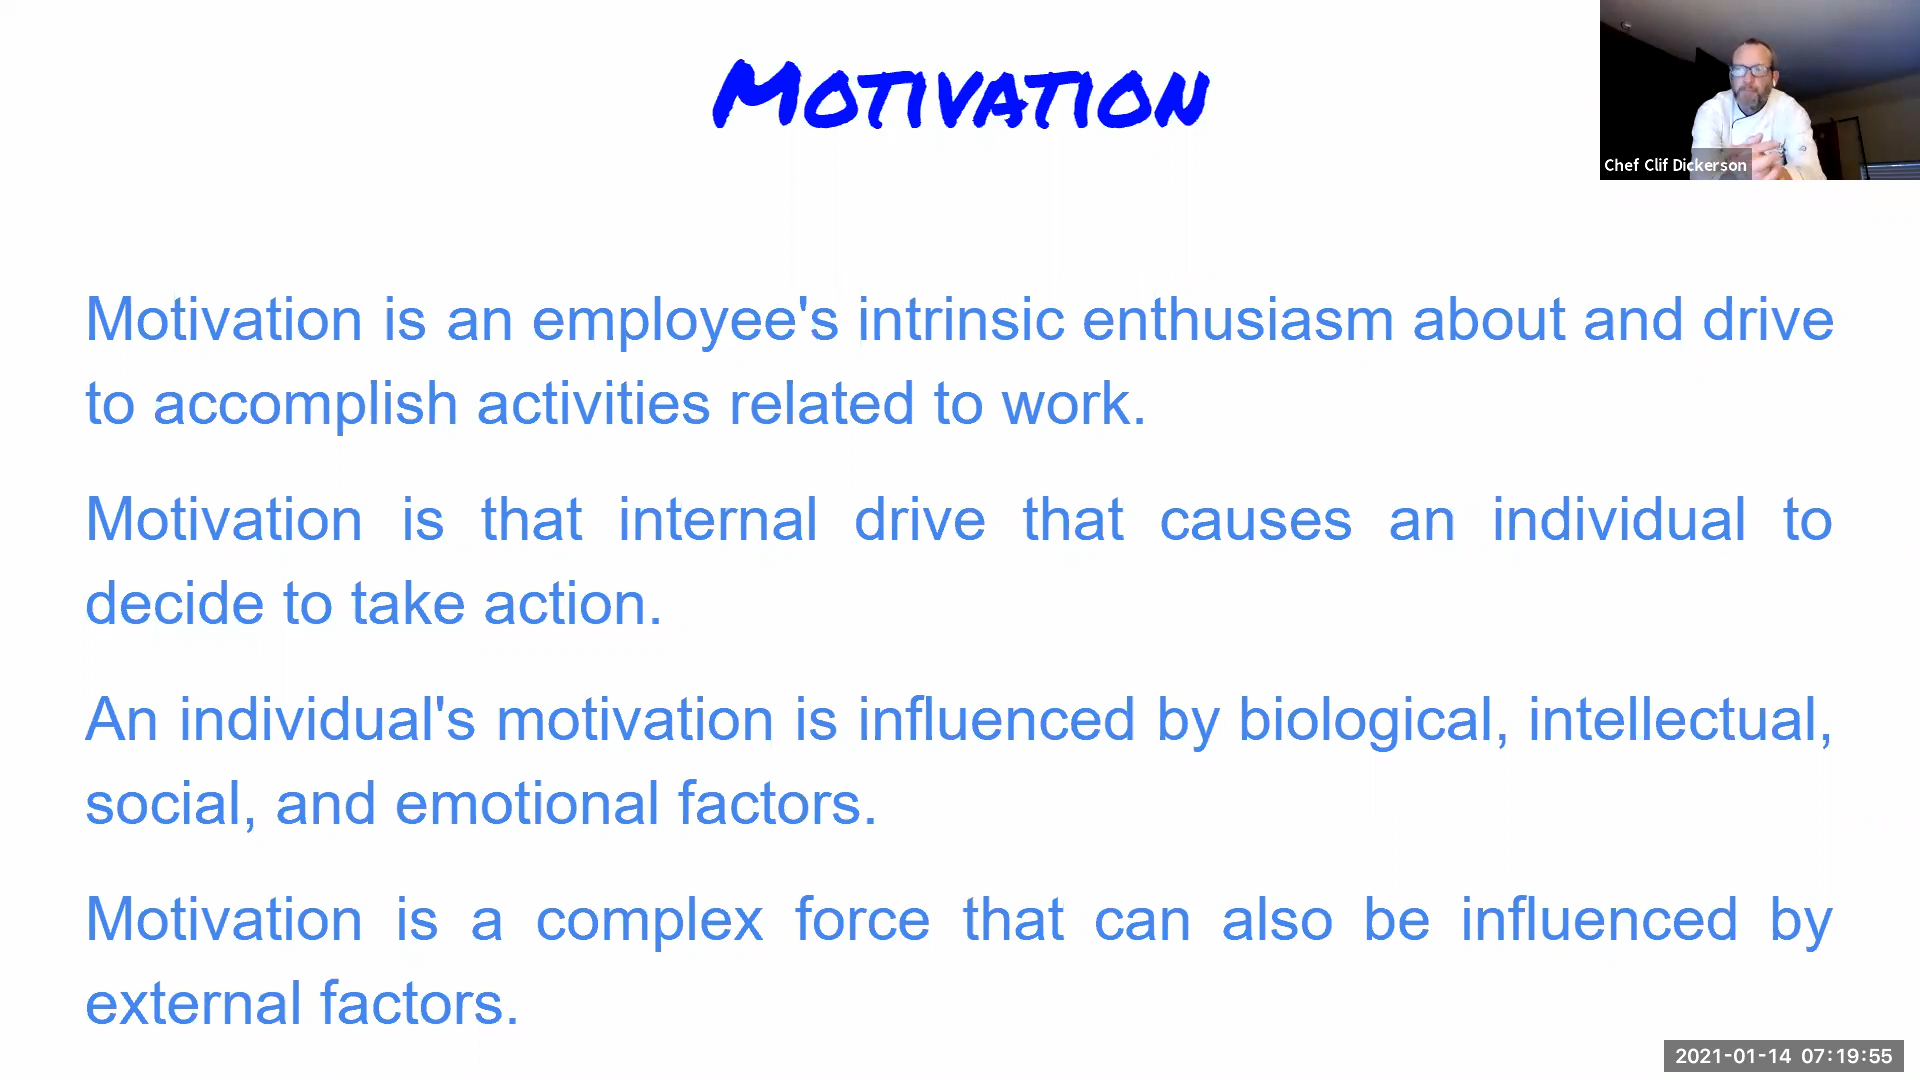 MOTIVATION
Chef Clif Dickerson
Motivation is an employee's intrinsic enthusiasm about and drive
to accomplish activities related to work.
Motivation is that internal drive that causes an individual to
decide to take action.
An individual's motivation is influenced by biological, intellectual,
social, and emotional factors.
Motivation is a complex force that can also be influenced by
external factors.
2021-01-14 07:19:55